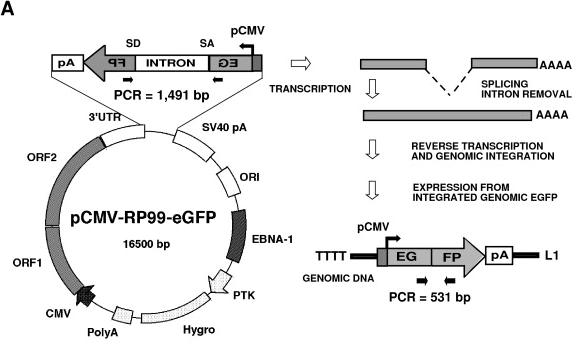 A
pCMV
SD
SA
pA
FP
INTRON
EG
PCR = 1,491 bp
TRANSCRIPTION
AAAA
SPLICING
INTRON REMOVAL
AAAA
REVERSE TRANSCRIPTION
AND GENOMIC INTEGRATION
EXPRESSION FROM
INTEGRATED GENOMIC EGFP
pCMV
TTTT
EG
FP
pA
L1
GENOMIC DNA
PCR = 531 bp
3'UTR
SV40 pA
ORF2
ORI
pCMV-RP99-eGFP
16500 bp
EBNA-1
ORF1
PTK
CMV
PolyA
Hygro